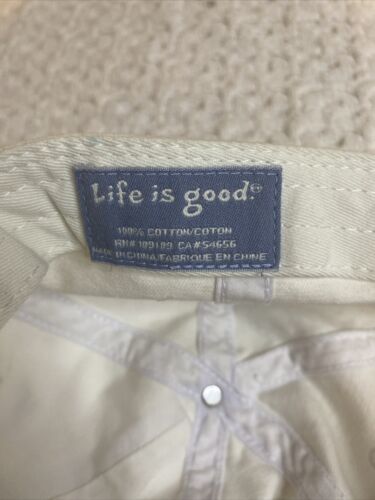 Life is good.®
100% COTTON/COTON
RN# 109189 CA#54656
MADE IN CHINA/FABRIQUE EN CHINE